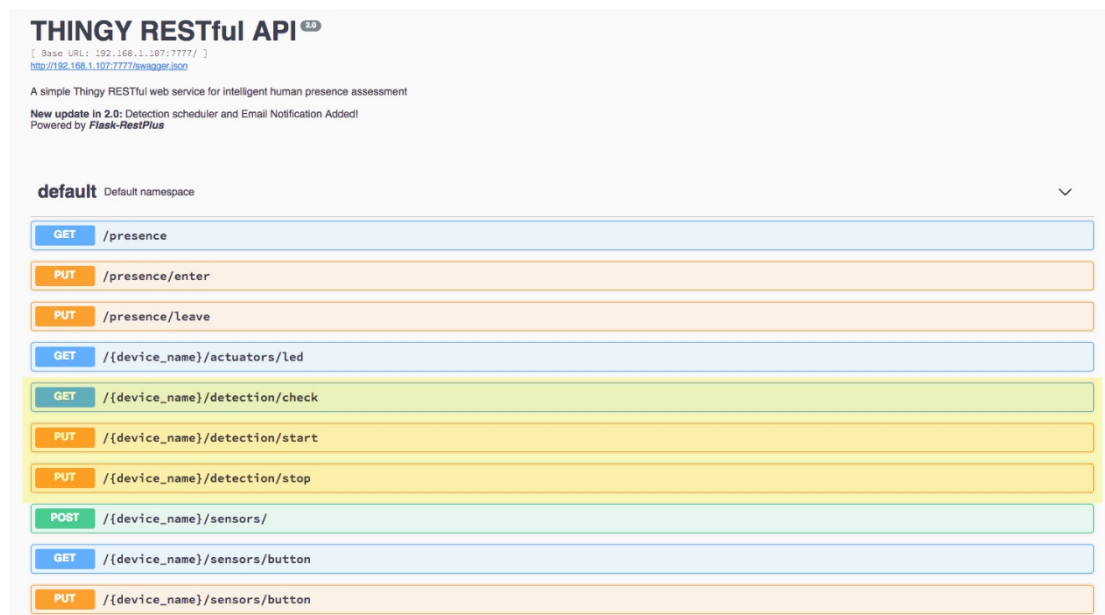 THINGY RESTful API 2.0
[ Base URL: 192.168.1.107:7777/ ]
http://192.168.1.107:7777/swagger.json
A simple Thingy RESTful web service for intelligent human presence assessment
New update in 2.0: Detection scheduler and Email Notification Added!
Powered by Flask-RestPlus
default Default namespace
GET /presence
PUT /presence/enter
PUT /presence/leave
GET /{device_name}/actuators/led
GET /{device_name}/detection/check
PUT /{device_name}/detection/start
PUT /{device_name}/detection/stop
POST /{device_name}/sensors/
GET /{device_name}/sensors/button
PUT /{device_name}/sensors/button